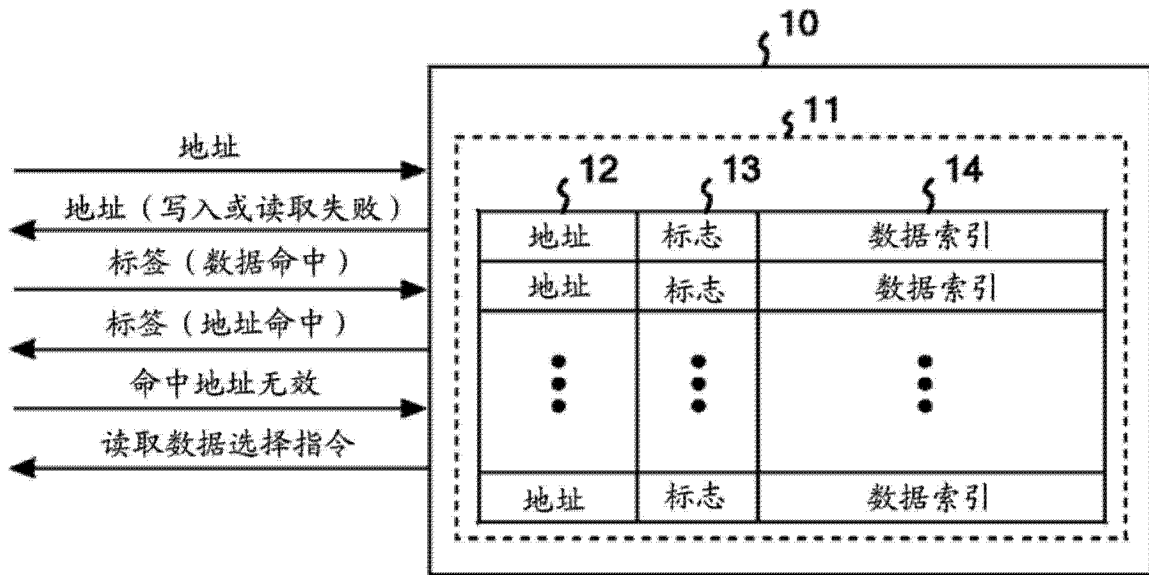 10
11
地址
12 13 14
地址（写入或读取失败）
地址 标志 数据索引
标签（数据命中）
地址 标志 数据索引
标签（地址命中）
命中地址无效
读取数据选择指令
地址 标志 数据索引